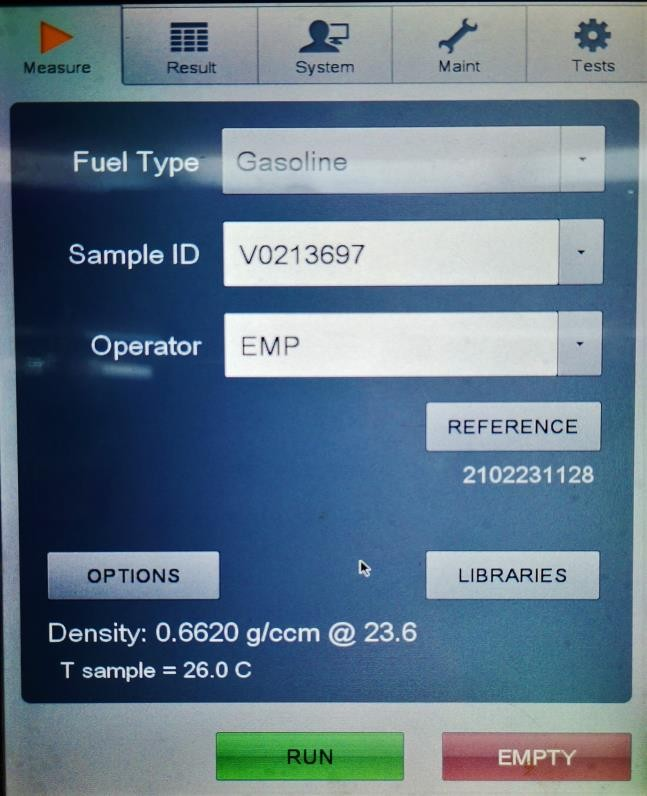 Measure Result System Maint Tests
Fuel Type Gasoline
Sample ID V0213697
Operator EMP
REFERENCE
2102231128
OPTIONS LIBRARIES
Density: 0.6620 g/ccm @ 23.6
T sample = 26.0 C
RUN EMPTY